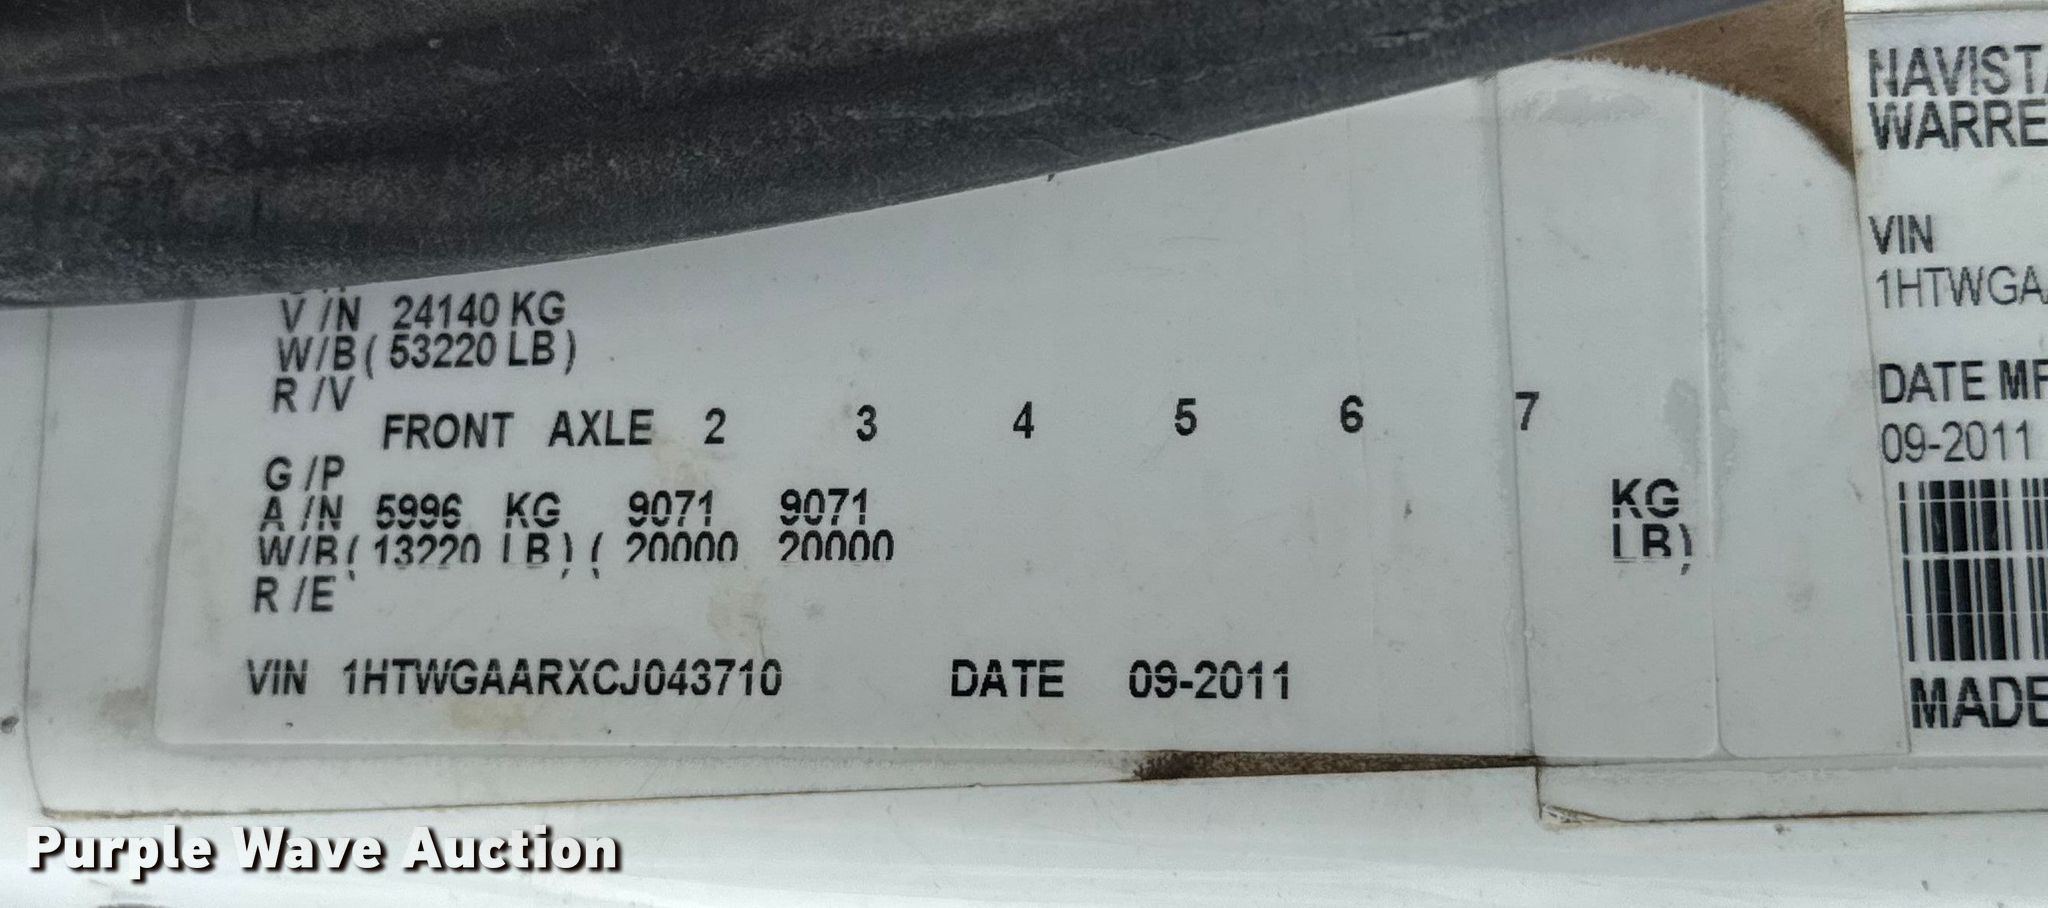 V /N 24140 KG
W/B ( 53220 LB )
R /V
FRONT AXLE 2 3 4 5 6 7
G /P
A /N 5996 KG 9071 9071 KG
W/B ( 13220 LB ) ( 20000 20000 LB )
R /E
VIN 1HTWGAARXCJ043710 DATE 09-2011
NAVISTA
WARRE
VIN
1HTWGAA
DATE MF
09-2011
MADE
Purple Wave Auction